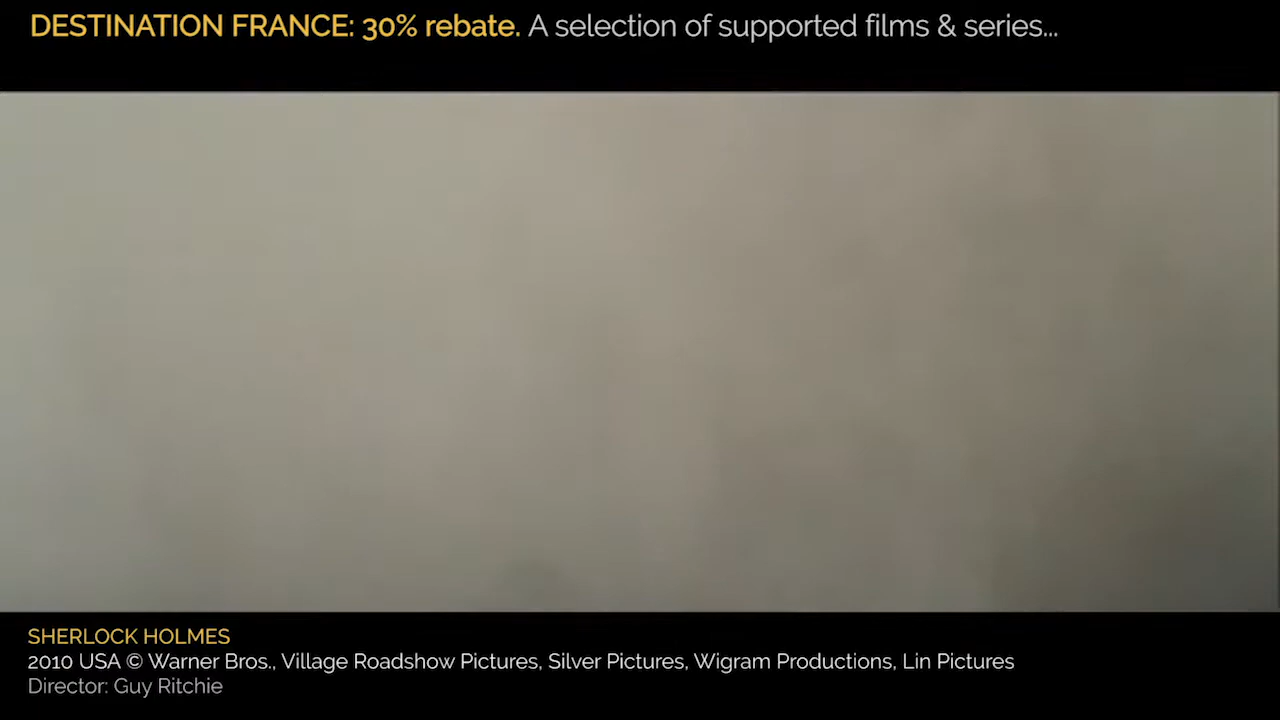 DESTINATION FRANCE: 30% rebate. A selection of supported films & series...
SHERLOCK HOLMES
2010 USA © Warner Bros., Village Roadshow Pictures, Silver Pictures, Wigram Productions, Lin Pictures
Director: Guy Ritchie